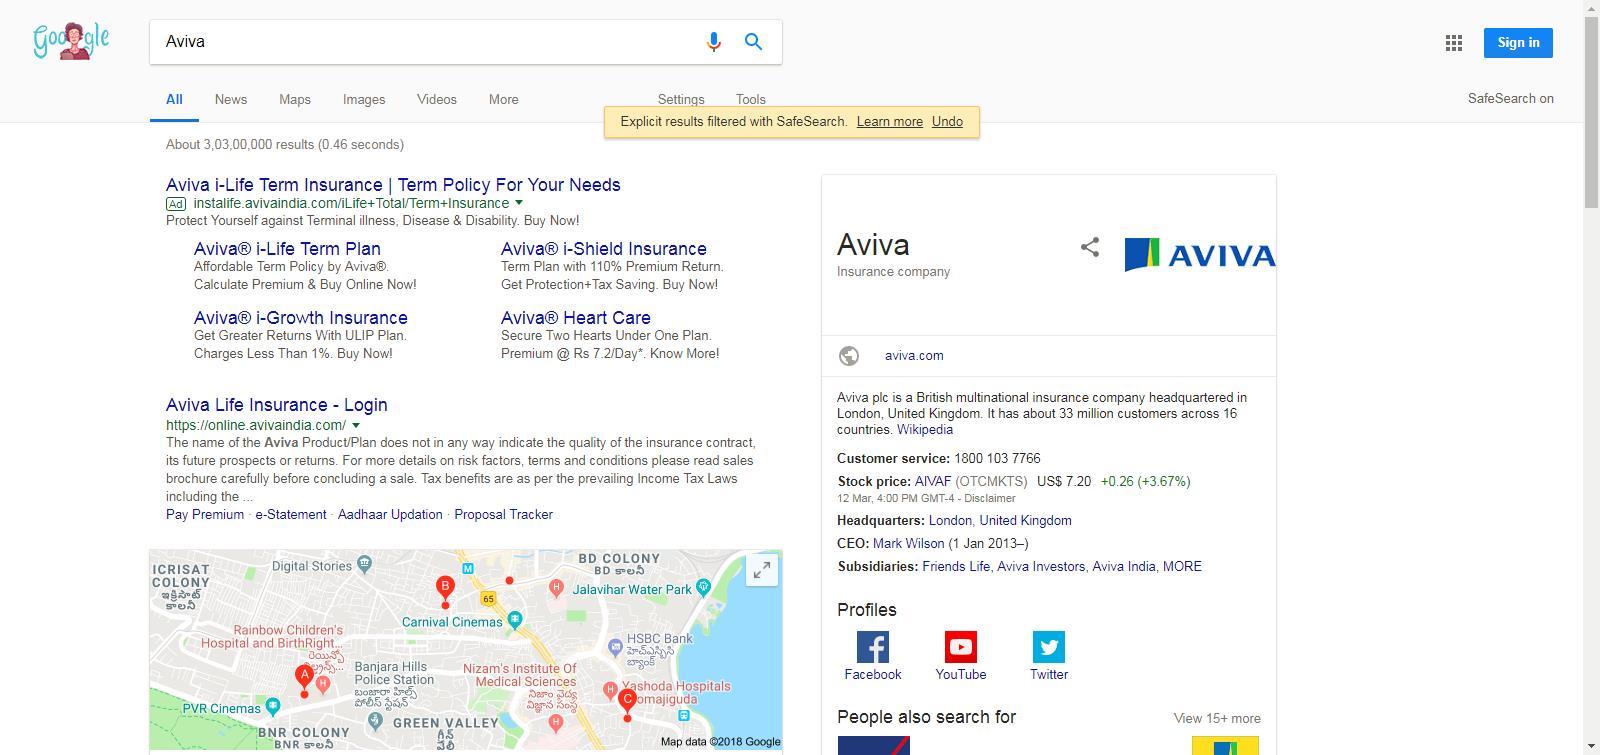 Google
Aviva
Sign in
All News Maps Images Videos More Settings Tools
SafeSearch on
Explicit results filtered with SafeSearch. Learn more Undo
About 3,03,00,000 results (0.46 seconds)
Aviva i-Life Term Insurance | Term Policy For Your Needs
Ad instalife.avivaindia.com/iLife+Total/Term+Insurance
Protect Yourself against Terminal illness, Disease & Disability. Buy Now!
Aviva® i-Life Term Plan
Affordable Term Policy by Aviva®.
Calculate Premium & Buy Online Now!
Aviva® i-Shield Insurance
Term Plan with 110% Premium Return.
Get Protection+Tax Saving. Buy Now!
Aviva® i-Growth Insurance
Get Greater Returns With ULIP Plan.
Charges Less Than 1%. Buy Now!
Aviva® Heart Care
Secure Two Hearts Under One Plan.
Premium @ Rs 7.2/Day*. Know More!
Aviva Life Insurance - Login
https://online.avivaindia.com/
The name of the Aviva Product/Plan does not in any way indicate the quality of the insurance contract,
its future prospects or returns. For more details on risk factors, terms and conditions please read sales
brochure carefully before concluding a sale. Tax benefits are as per the prevailing Income Tax Laws
including the ...
Pay Premium · e-Statement · Aadhaar Updation · Proposal Tracker
ICRISAT
COLONY
ఇక్రిసాట్
కాలనీ
Digital Stories
M
BD COLONY
BD కాలనీ
B
65
H
Jalavihar Water Park
Carnival Cinemas
Rainbow Children's
Hospital and BirthRight...
రెయిన్బో
చిల్డ్రన్స్...
HSBC Bank
హెచ్ఎస్బిసి
బ్యాంక్
A
H
Banjara Hills
Police Station
బంజారా హిల్స్
పోలీస్ స్టేషన్
Nizam's Institute Of
Medical Sciences
నిజాం వైద్య
విజ్ఞాన సంస్థ
H
H
C
Yashoda Hospitals
Somajiguda
PVR Cinemas
GREEN VALLEY
గ్రీన్
వేలీ
BNR COLONY
BNR కాలనీ
Map data ©2018 Google
Aviva
Insurance company
AVIVA
aviva.com
Aviva plc is a British multinational insurance company headquartered in
London, United Kingdom. It has about 33 million customers across 16
countries. Wikipedia
Customer service: 1800 103 7766
Stock price: AIVAF (OTCMKTS) US$ 7.20 +0.26 (+3.67%)
12 Mar, 4:00 PM GMT-4 - Disclaimer
Headquarters: London, United Kingdom
CEO: Mark Wilson (1 Jan 2013–)
Subsidiaries: Friends Life, Aviva Investors, Aviva India, MORE
Profiles
Facebook YouTube Twitter
People also search for View 15+ more